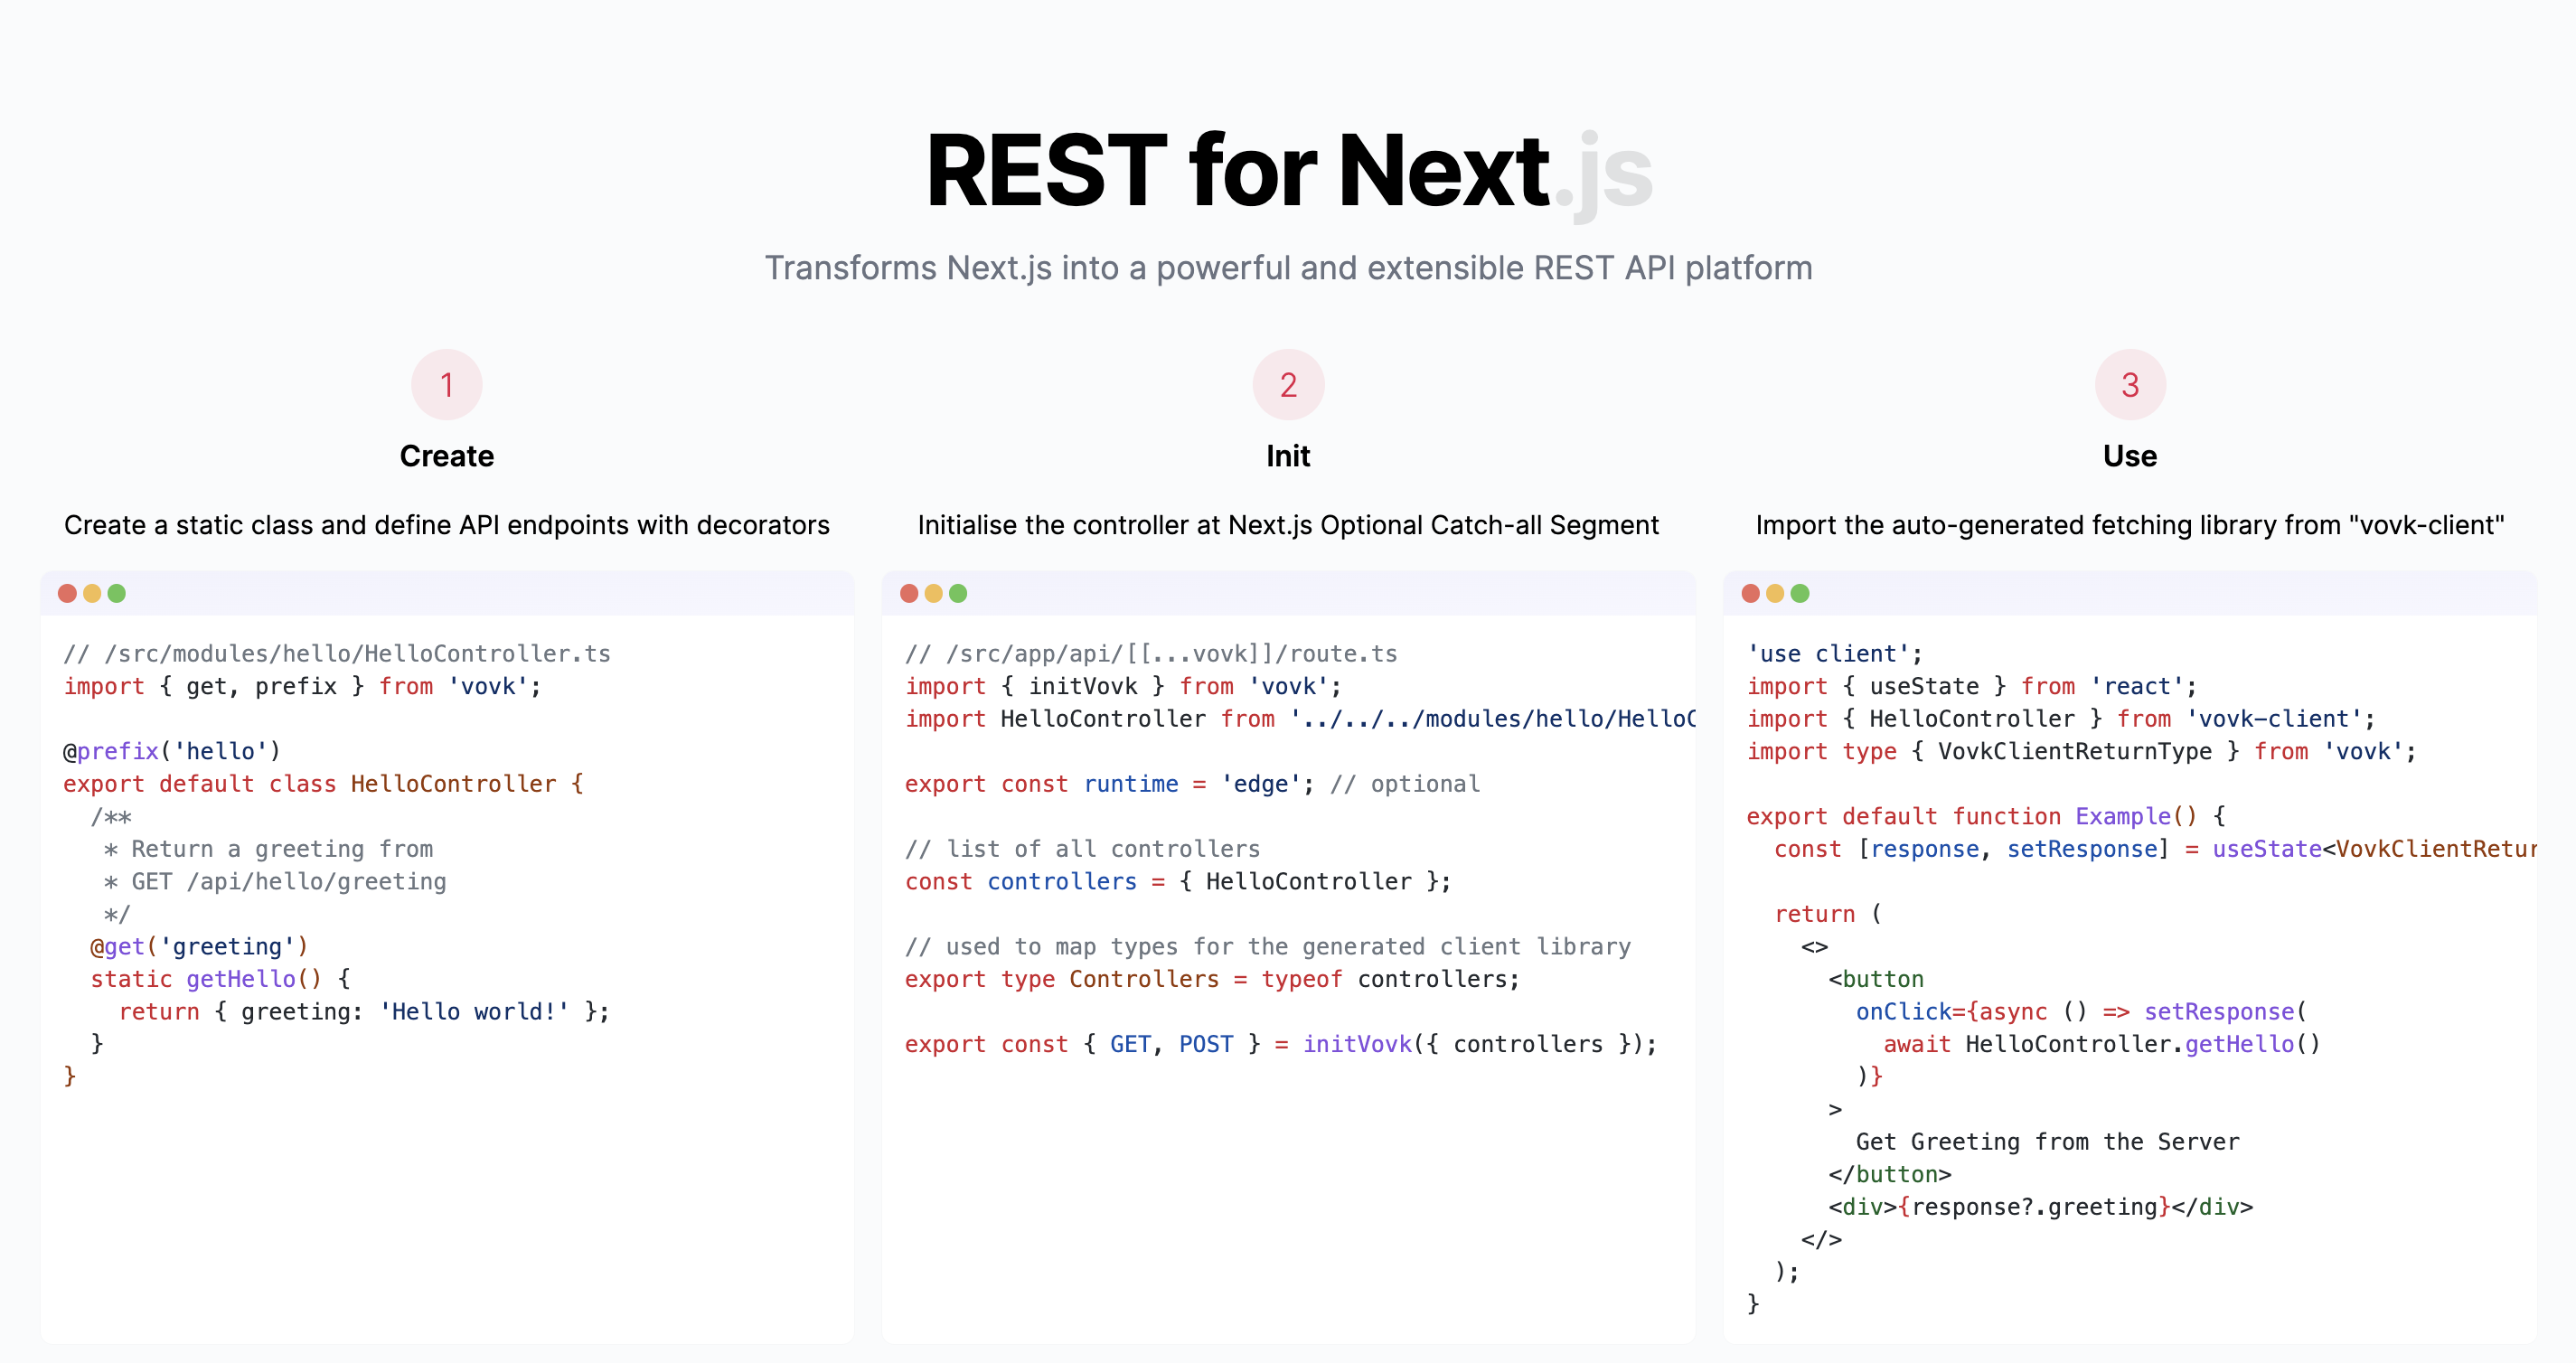 REST for Next.js
Transforms Next.js into a powerful and extensible REST API platform
1
Create
Create a static class and define API endpoints with decorators
// /src/modules/hello/HelloController.ts
import { get, prefix } from 'vovk';
@prefix('hello')
export default class HelloController {
/**
* Return a greeting from
* GET /api/hello/greeting
*/
@get('greeting')
static getHello() {
return { greeting: 'Hello world!' };
}
}
2
Init
Initialise the controller at Next.js Optional Catch-all Segment
// /src/app/api/[[...vovk]]/route.ts
import { initVovk } from 'vovk';
import HelloController from '../../../modules/hello/HelloC
export const runtime = 'edge'; // optional
// list of all controllers
const controllers = { HelloController };
// used to map types for the generated client library
export type Controllers = typeof controllers;
export const { GET, POST } = initVovk({ controllers });
3
Use
Import the auto-generated fetching library from "vovk-client"
'use client';
import { useState } from 'react';
import { HelloController } from 'vovk-client';
import type { VovkClientReturnType } from 'vovk';
export default function Example() {
const [response, setResponse] = useState<VovkClientRetur
return (
<>
<button
onClick={async () => setResponse(
await HelloController.getHello()
)}
>
Get Greeting from the Server
</button>
<div>{response?.greeting}</div>
</>
);
}